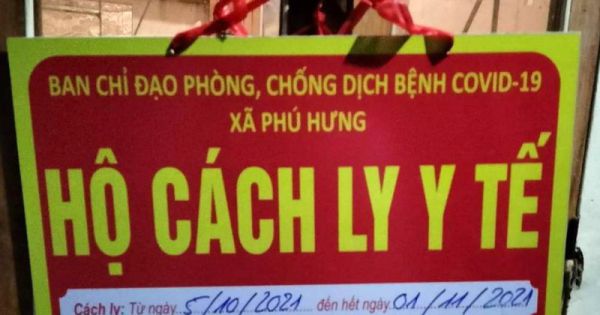 BAN CHỈ ĐẠO PHÒNG, CHỐNG DỊCH BỆNH COVID-19
XÃ PHÚ HƯNG
HỘ CÁCH LY Y TẾ
Cách ly: Từ ngày 5/10/2021 đến hết ngày 01/11/2021